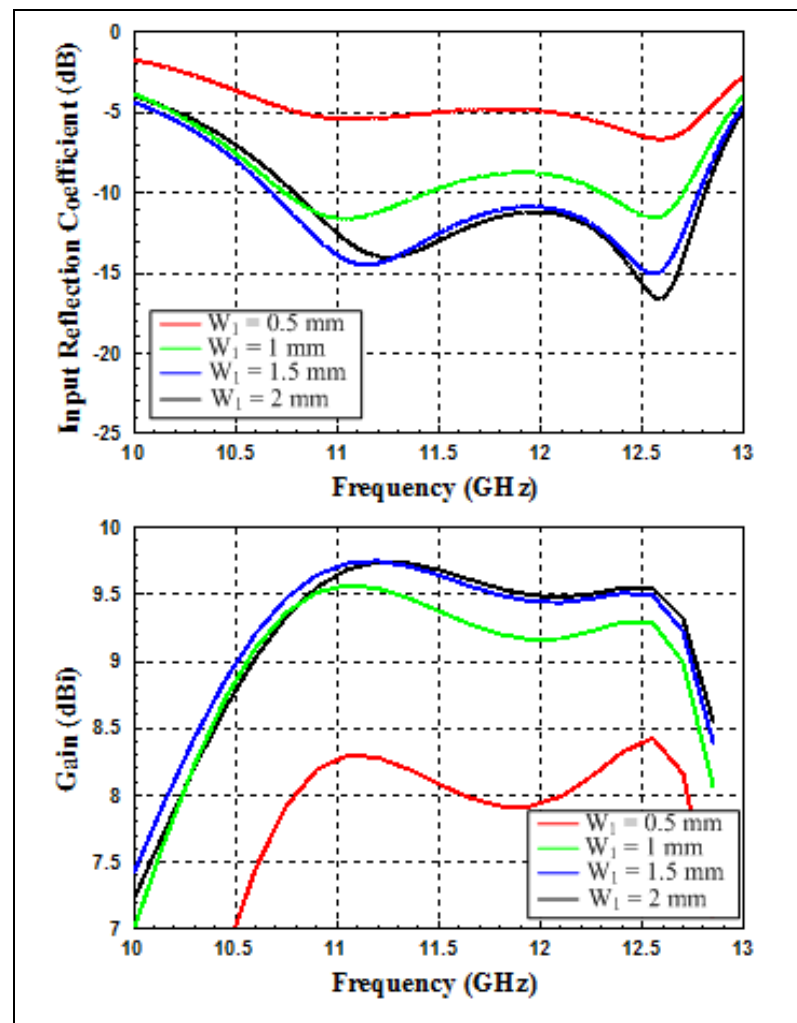 Input Reflection Coefficient (dB)
0
-5
-10
-15
-20
-25
W₁ = 0.5 mm
W₁ = 1 mm
W₁ = 1.5 mm
W₁ = 2 mm
10 10.5 11 11.5 12 12.5 13
Frequency (GHz)
Gain (dBi)
10
9.5
9
8.5
8
7.5
7
W₁ = 0.5 mm
W₁ = 1 mm
W₁ = 1.5 mm
W₁ = 2 mm
10 10.5 11 11.5 12 12.5 13
Frequency (GHz)